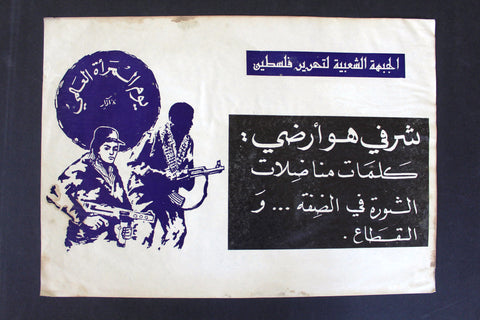 الجبهة الشعبية لتحرير فلسطين
يوم المرأة العالمي
٨ آذار
شرفي هو أرضي :
كلمات مناضلات
الثورة في الضفة ... و
القطاع .